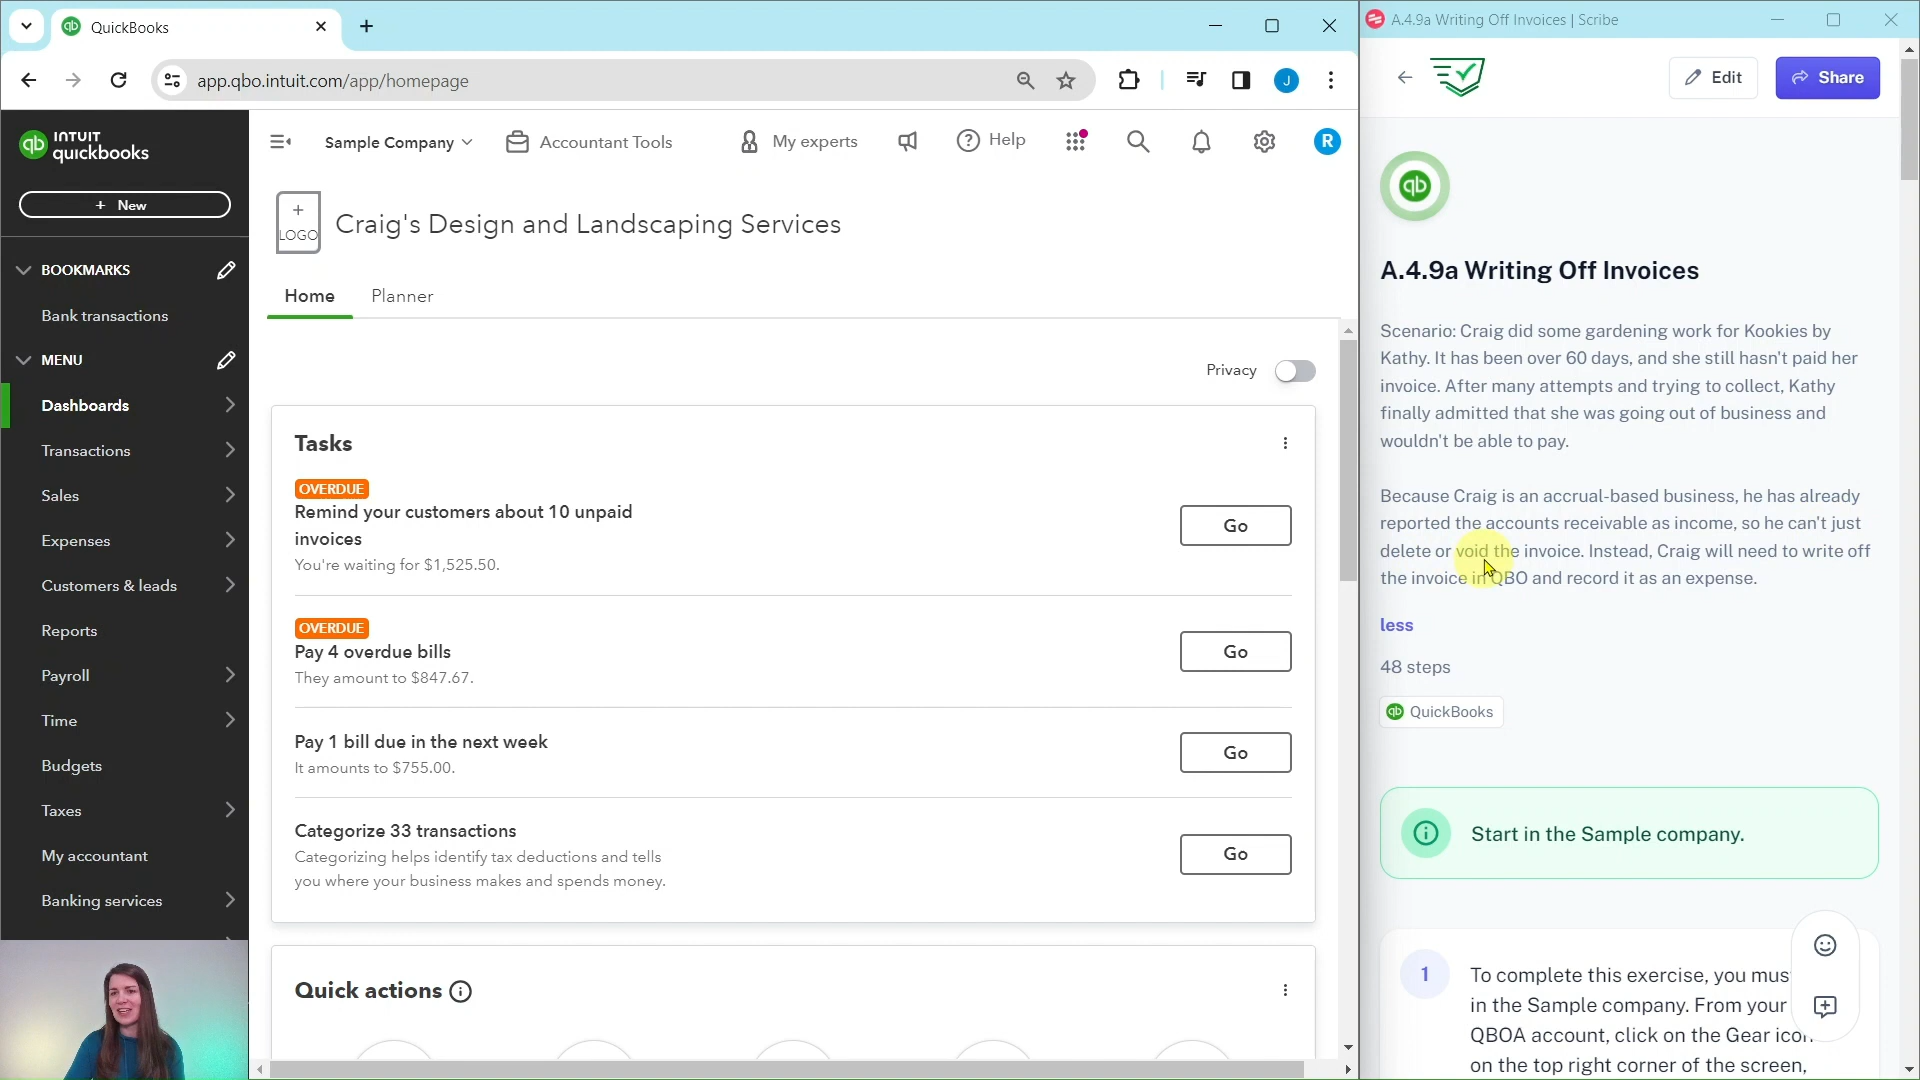 QuickBooks
app.qbo.intuit.com/app/homepage
J
INTUIT
quickbooks
+ New
BOOKMARKS
Bank transactions
MENU
Dashboards
Transactions
Sales
Expenses
Customers & leads
Reports
Payroll
Time
Budgets
Taxes
My accountant
Banking services
Sample Company
Accountant Tools
My experts
Help
R
+
LOGO
Craig's Design and Landscaping Services
Home
Planner
Privacy
Tasks
OVERDUE
Remind your customers about 10 unpaid
invoices
You're waiting for $1,525.50.
Go
OVERDUE
Pay 4 overdue bills
They amount to $847.67.
Go
Pay 1 bill due in the next week
It amounts to $755.00.
Go
Categorize 33 transactions
Categorizing helps identify tax deductions and tells
you where your business makes and spends money.
Go
Quick actions
A.4.9a Writing Off Invoices | Scribe
Edit
Share
qb
A.4.9a Writing Off Invoices
Scenario: Craig did some gardening work for Kookies by
Kathy. It has been over 60 days, and she still hasn't paid her
invoice. After many attempts and trying to collect, Kathy
finally admitted that she was going out of business and
wouldn't be able to pay.
Because Craig is an accrual-based business, he has already
reported the accounts receivable as income, so he can't just
delete or void the invoice. Instead, Craig will need to write off
the invoice in QBO and record it as an expense.
less
48 steps
QuickBooks
Start in the Sample company.
1
To complete this exercise, you mus
in the Sample company. From your
QBOA account, click on the Gear icon
on the top right corner of the screen,